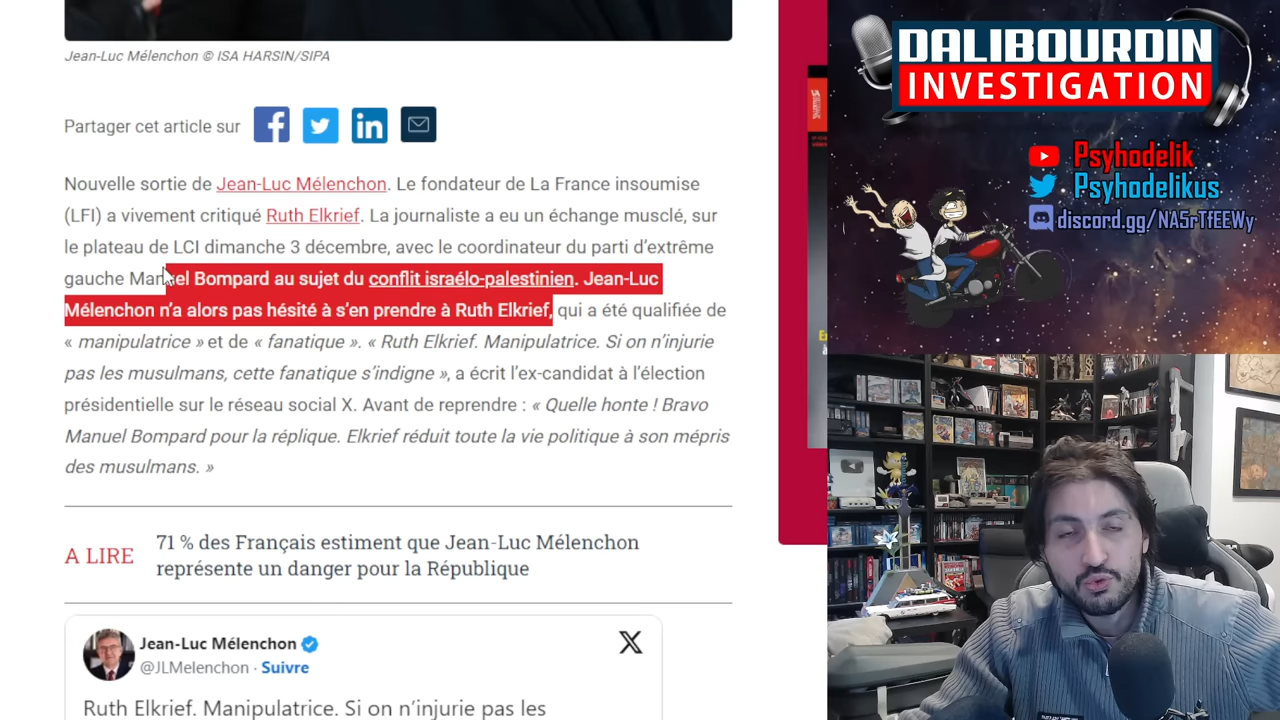 Jean-Luc Mélenchon © ISA HARSIN/SIPA
Partager cet article sur
Nouvelle sortie de Jean-Luc Mélenchon. Le fondateur de La France insoumise
(LFI) a vivement critiqué Ruth Elkrief. La journaliste a eu un échange musclé, sur
le plateau de LCI dimanche 3 décembre, avec le coordinateur du parti d’extrême
gauche Manuel Bompard au sujet du conflit israélo-palestinien. Jean-Luc
Mélenchon n’a alors pas hésité à s’en prendre à Ruth Elkrief, qui a été qualifiée de
« manipulatrice » et de « fanatique ». « Ruth Elkrief. Manipulatrice. Si on n’injurie
pas les musulmans, cette fanatique s’indigne », a écrit l’ex-candidat à l’élection
présidentielle sur le réseau social X. Avant de reprendre : « Quelle honte ! Bravo
Manuel Bompard pour la réplique. Elkrief réduit toute la vie politique à son mépris
des musulmans. »
A LIRE
71 % des Français estiment que Jean-Luc Mélenchon
représente un danger pour la République
Jean-Luc Mélenchon
@JLMelenchon · Suivre
Ruth Elkrief. Manipulatrice. Si on n’injurie pas les
DALIBOURDIN
INVESTIGATION
Psyhodelik
Psyhodelikus
discord.gg/NA5rTfEEWy